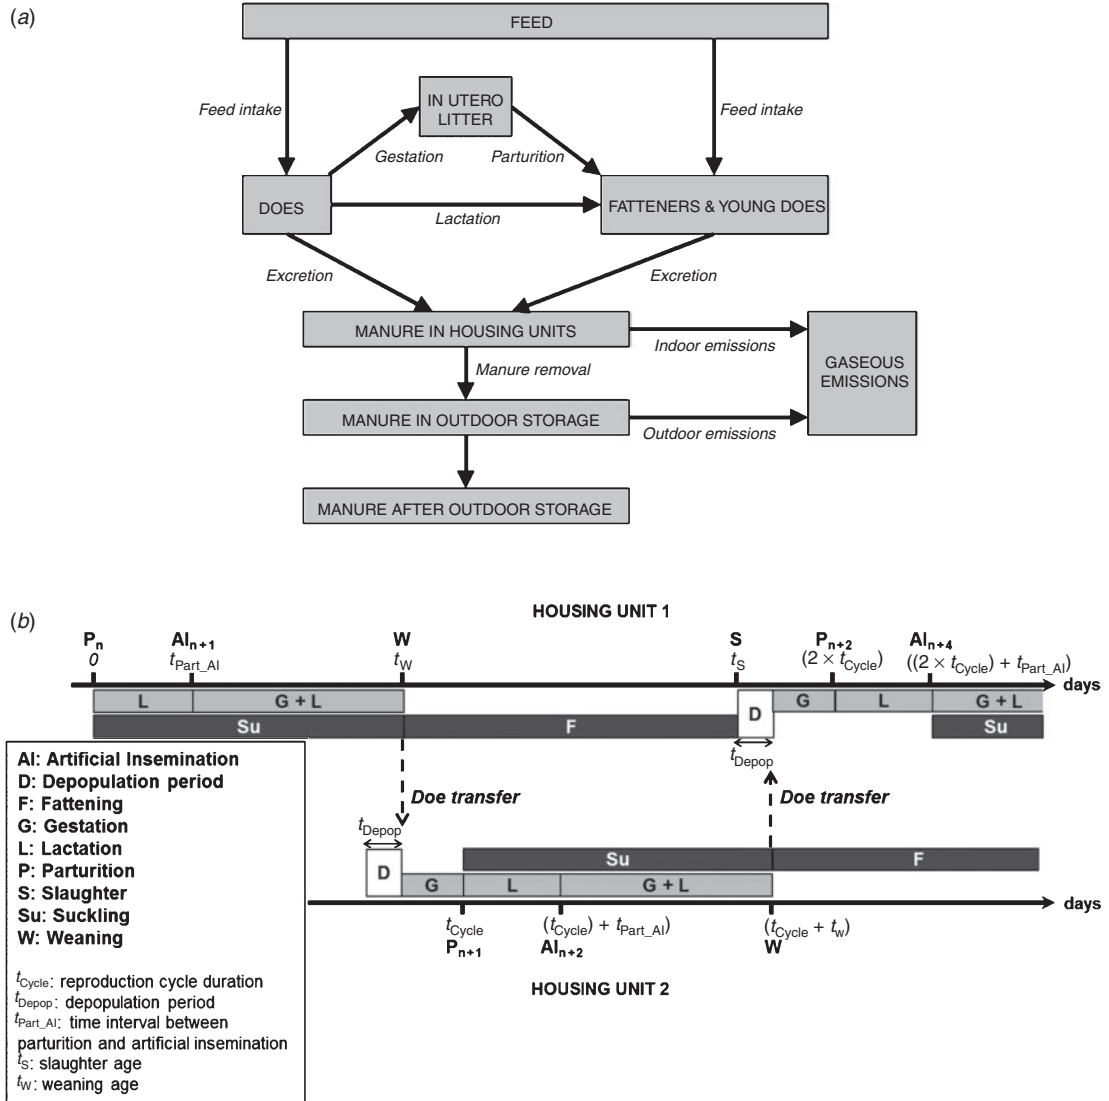 (a)
FEED
Feed intake
IN UTERO
LITTER
Feed intake
Gestation
Parturition
DOES
FATTENERS & YOUNG DOES
Lactation
Excretion
Excretion
MANURE IN HOUSING UNITS
Indoor emissions
GASEOUS
EMISSIONS
Manure removal
MANURE IN OUTDOOR STORAGE
Outdoor emissions
MANURE AFTER OUTDOOR STORAGE
(b)
HOUSING UNIT 1
Pn AIn+1 W S Pn+2 AIn+4
0 tPart_AI tW tS (2 × tCycle) ((2 × tCycle) + tPart_AI)
days
L G + L D G L G + L
Su F Su
tDepop
Doe transfer Doe transfer
tDepop
D Su F
G L G + L
days
tCycle (tCycle) + tPart_AI) (tCycle + tw)
Pn+1 AIn+2 W
HOUSING UNIT 2
AI: Artificial Insemination
D: Depopulation period
F: Fattening
G: Gestation
L: Lactation
P: Parturition
S: Slaughter
Su: Suckling
W: Weaning
tCycle: reproduction cycle duration
tDepop: depopulation period
tPart_AI: time interval between
parturition and artificial insemination
tS: slaughter age
tW: weaning age